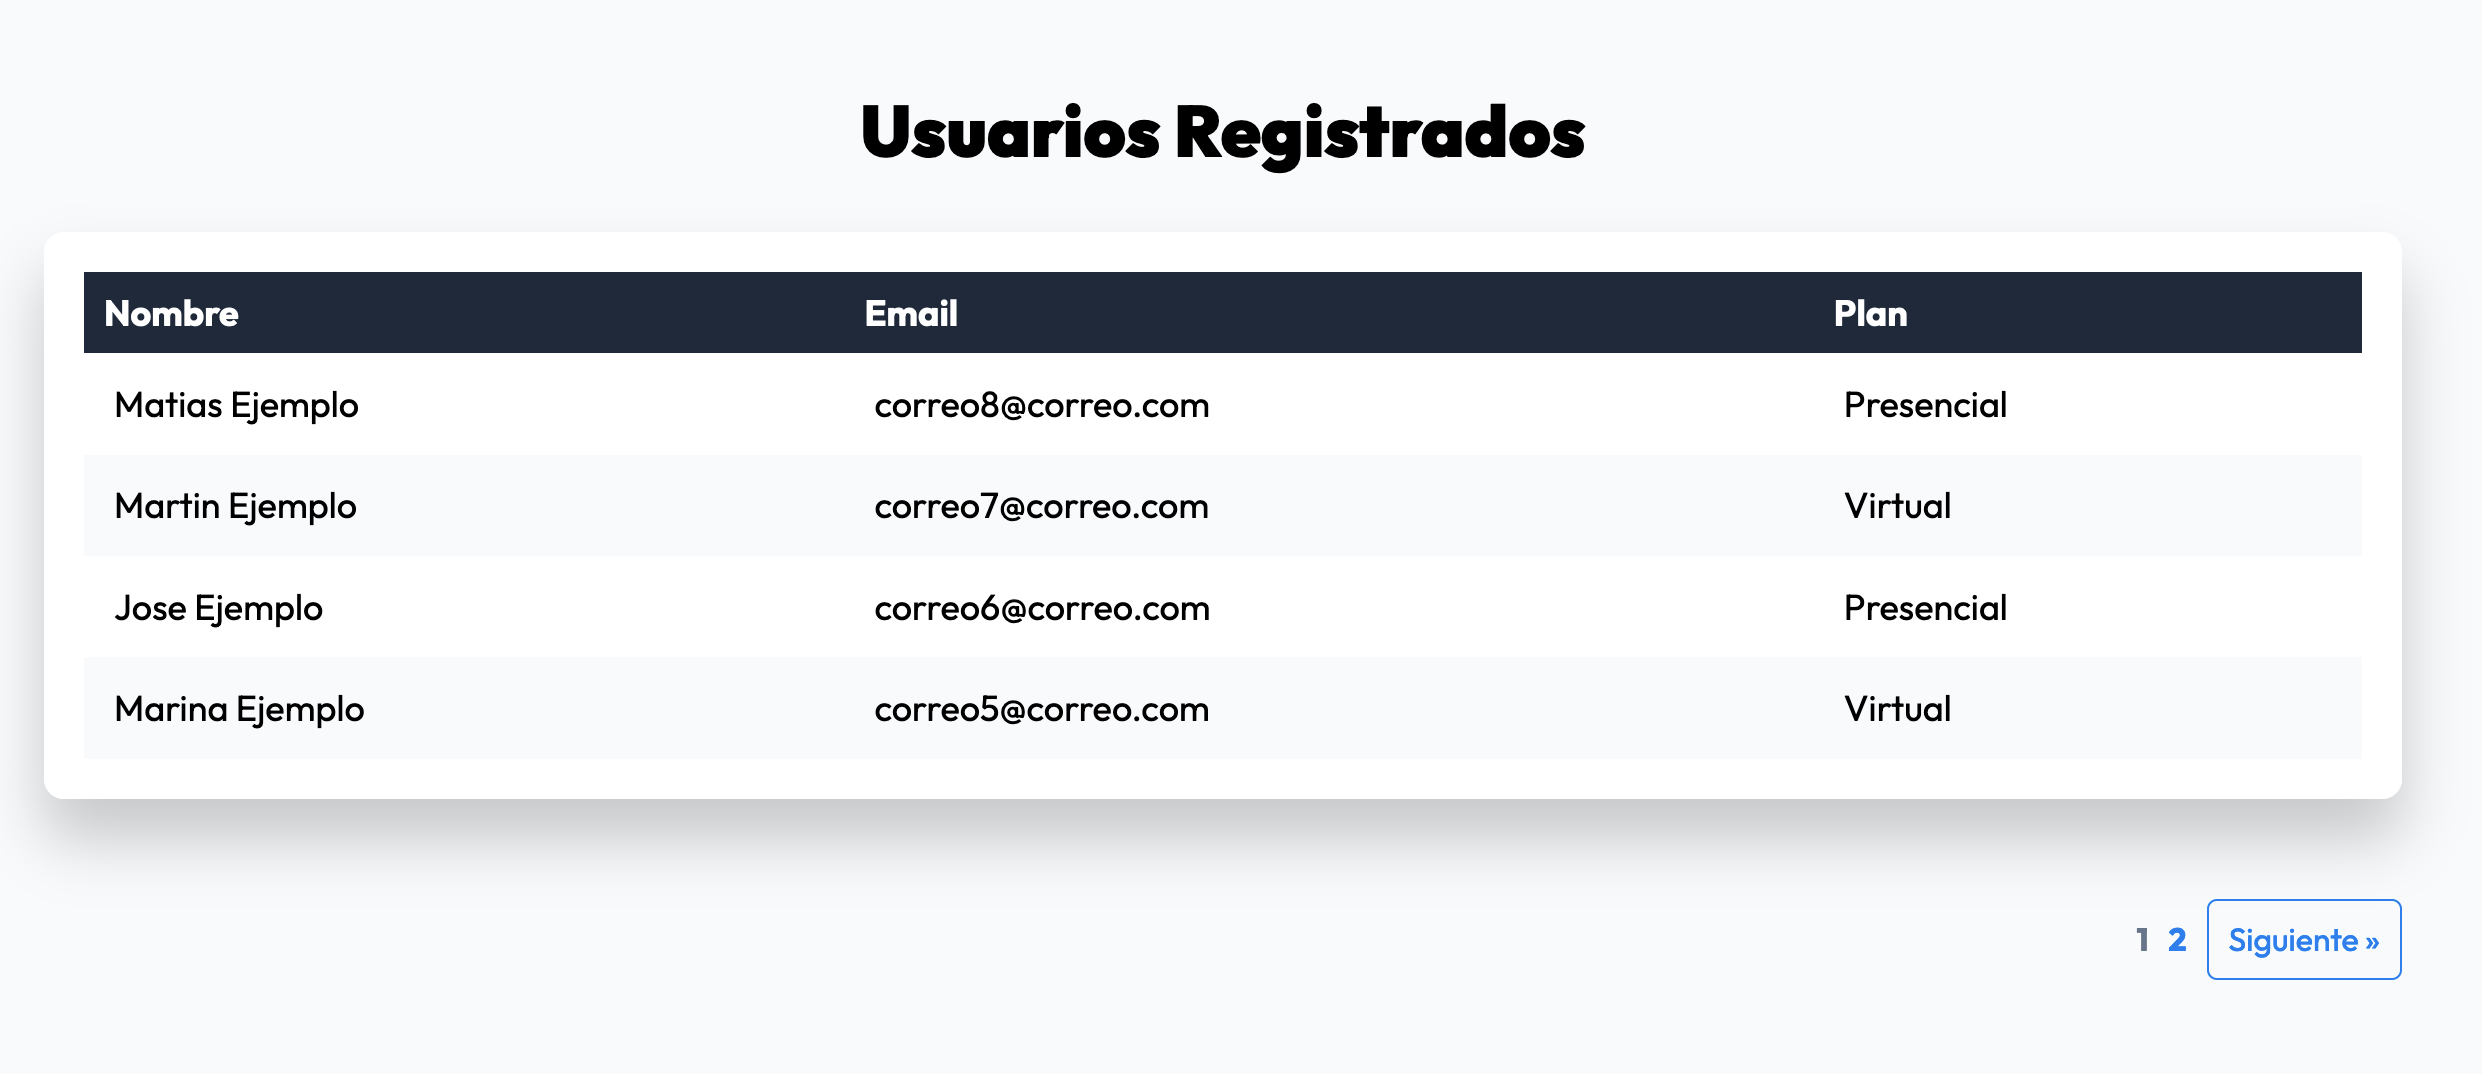 Usuarios Registrados
Nombre Email Plan
Matias Ejemplo correo8@correo.com Presencial
Martin Ejemplo correo7@correo.com Virtual
Jose Ejemplo correo6@correo.com Presencial
Marina Ejemplo correo5@correo.com Virtual
1 2 Siguiente »